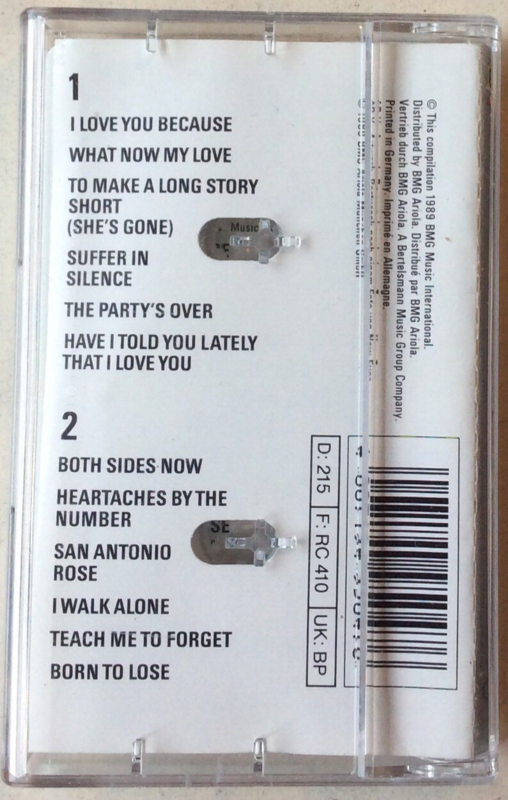 1
I LOVE YOU BECAUSE
WHAT NOW MY LOVE
TO MAKE A LONG STORY
SHORT
(SHE'S GONE)
SUFFER IN
SILENCE
THE PARTY'S OVER
HAVE I TOLD YOU LATELY
THAT I LOVE YOU
2
BOTH SIDES NOW
HEARTACHES BY THE
NUMBER
SAN ANTONIO
ROSE
I WALK ALONE
TEACH ME TO FORGET
BORN TO LOSE
Music
SE
© This compilation 1989 BMG Music International.
Distributed by BMG Ariola. Distribué par BMG Ariola.
Vertrieb durch BMG Ariola. A Bertelsmann Music Group Company.
Printed in Germany. Imprimé en Allemagne.
D: 215
F: RC 410
UK: BP